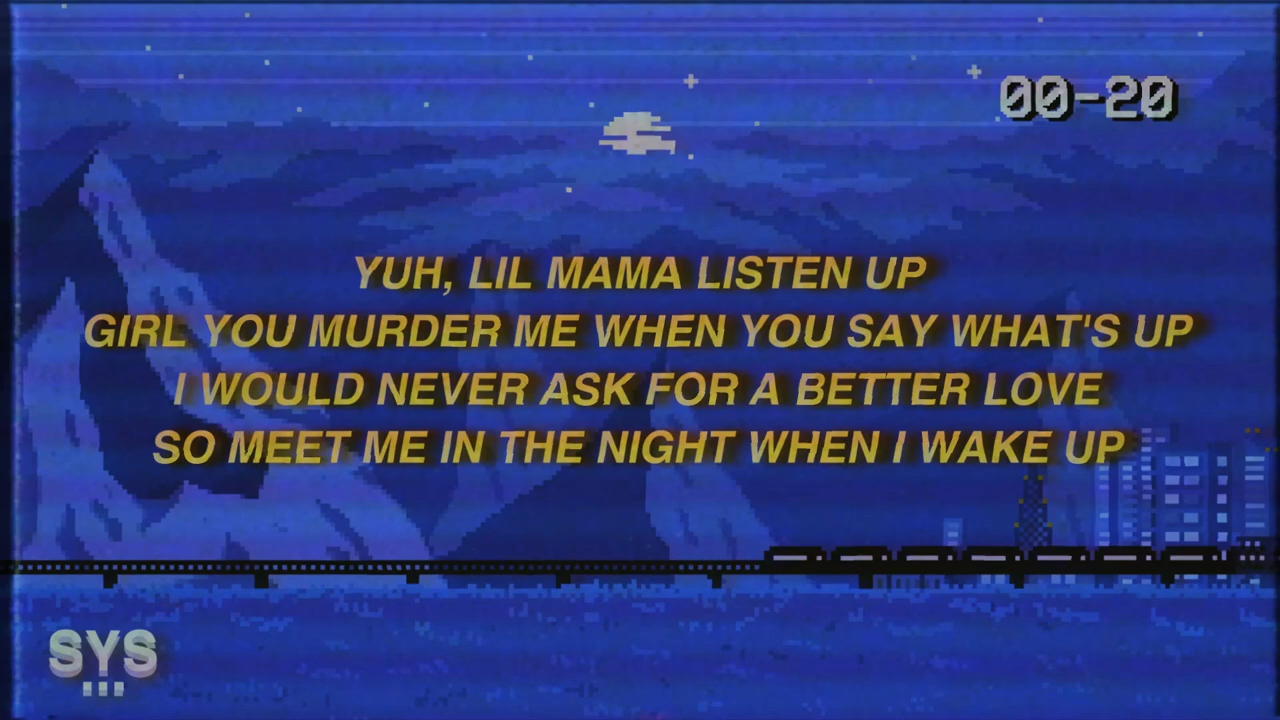 00-20
YUH, LIL MAMA LISTEN UP
GIRL YOU MURDER ME WHEN YOU SAY WHAT'S UP
I WOULD NEVER ASK FOR A BETTER LOVE
SO MEET ME IN THE NIGHT WHEN I WAKE UP
SYS